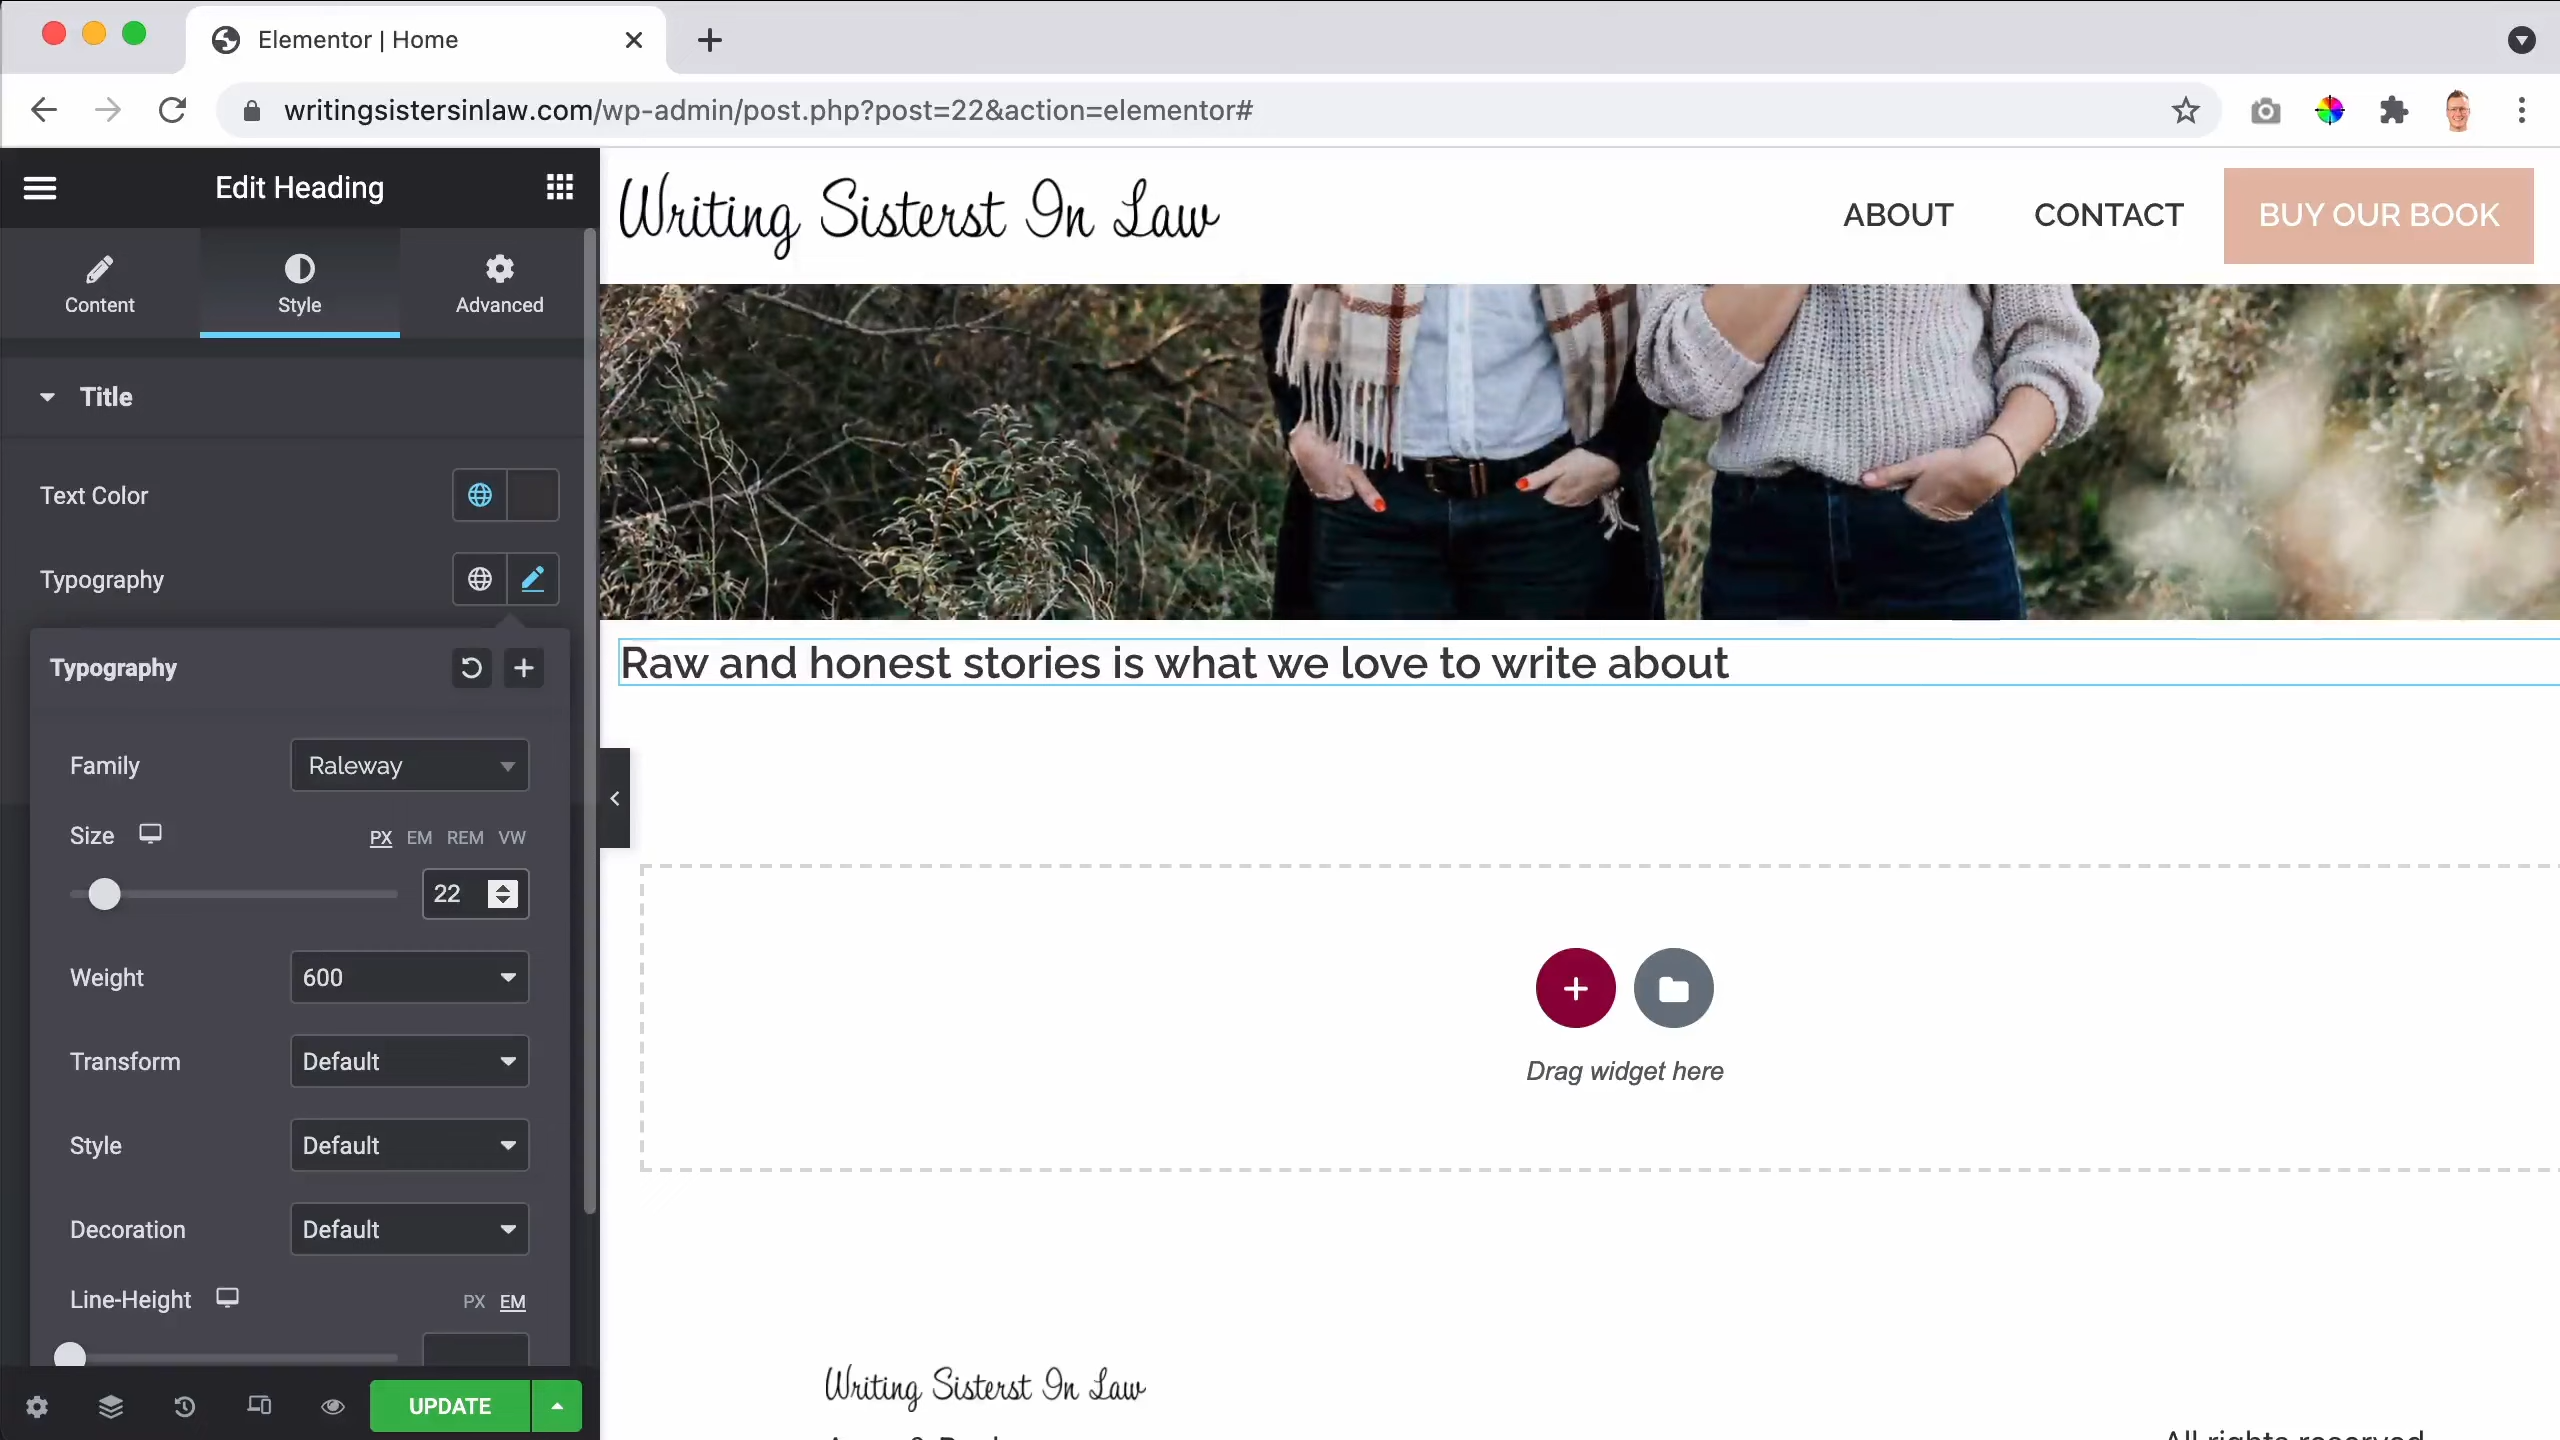 Elementor | Home
writingsistersinlaw.com/wp-admin/post.php?post=22&action=elementor#
Edit Heading
Content
Style
Advanced
Title
Text Color
Typography
Typography
Family
Raleway
Size
PX EM REM VW
22
Weight
600
Transform
Default
Style
Default
Decoration
Default
Line-Height
PX EM
UPDATE
Writing Sisterst In Law
ABOUT
CONTACT
BUY OUR BOOK
Raw and honest stories is what we love to write about
Drag widget here
Writing Sisterst In Law
All rights reserved